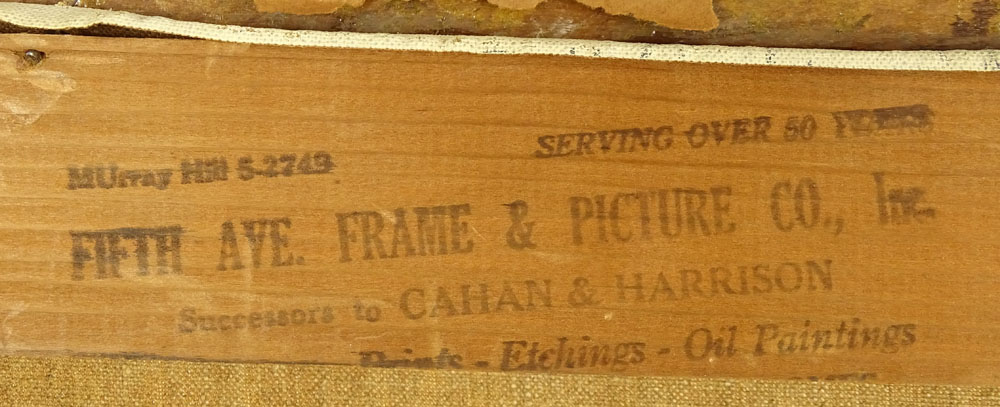 MUrray Hill 5-2749
SERVING OVER 50 YEARS
FIFTH AVE. FRAME & PICTURE CO., Inc.
Successors to CAHAN & HARRISON
Prints - Etchings - Oil Paintings